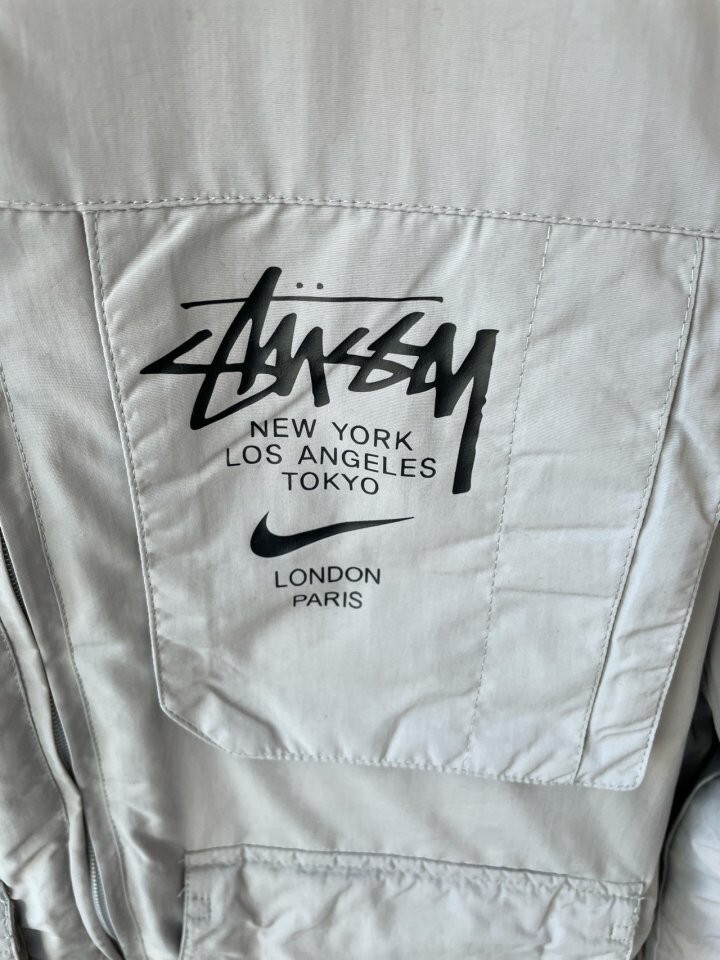 STÜSSY
NEW YORK
LOS ANGELES
TOKYO
LONDON
PARIS